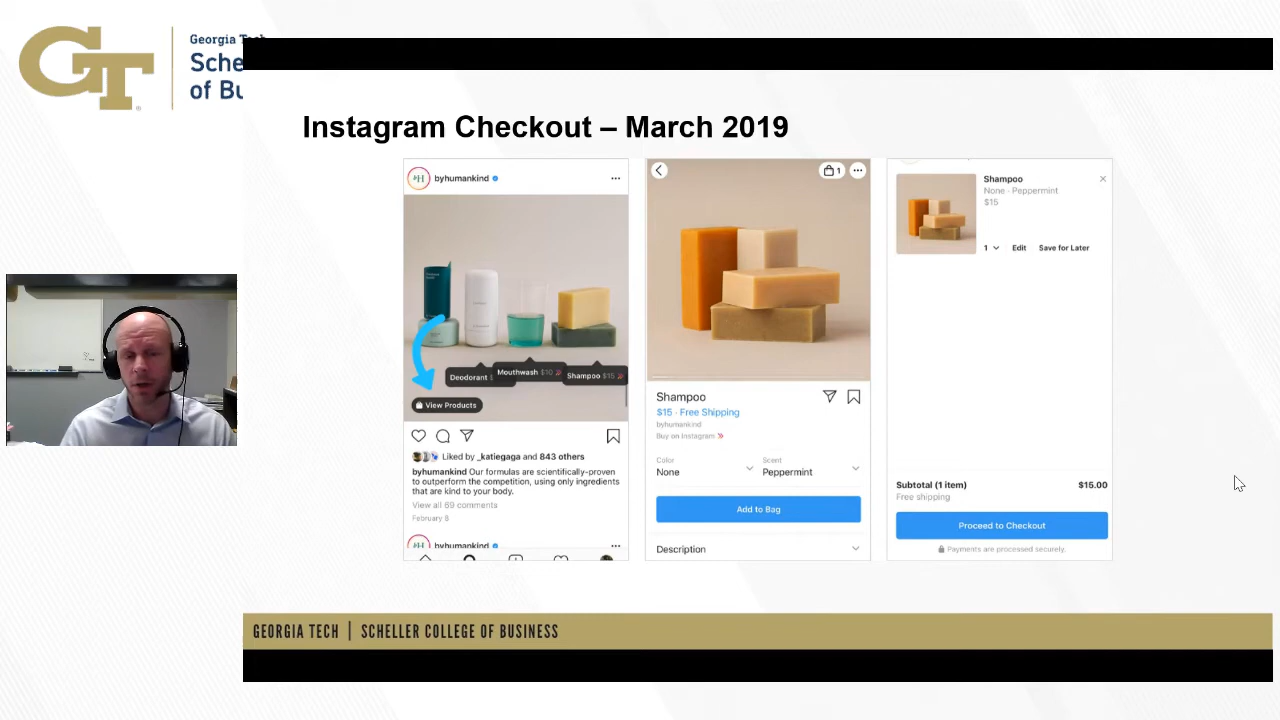 GT
Georgia Tech
Sche
of Bu
Instagram Checkout – March 2019
byhumankind
Deodorant
Mouthwash $10
Shampoo $15
View Products
Liked by _katiegaga and 843 others
byhumankind Our formulas are scientifically-proven
to outperform the competition, using only ingredients
that are kind to your body.
View all 69 comments
February 8
byhumankind
1
Shampoo
$15 · Free Shipping
byhumankind
Buy on Instagram
Color
None
Scent
Peppermint
Add to Bag
Description
Shampoo
None · Peppermint
$15
1 Edit Save for Later
Subtotal (1 item) $15.00
Free shipping
Proceed to Checkout
Payments are processed securely.
GEORGIA TECH | SCHELLER COLLEGE OF BUSINESS